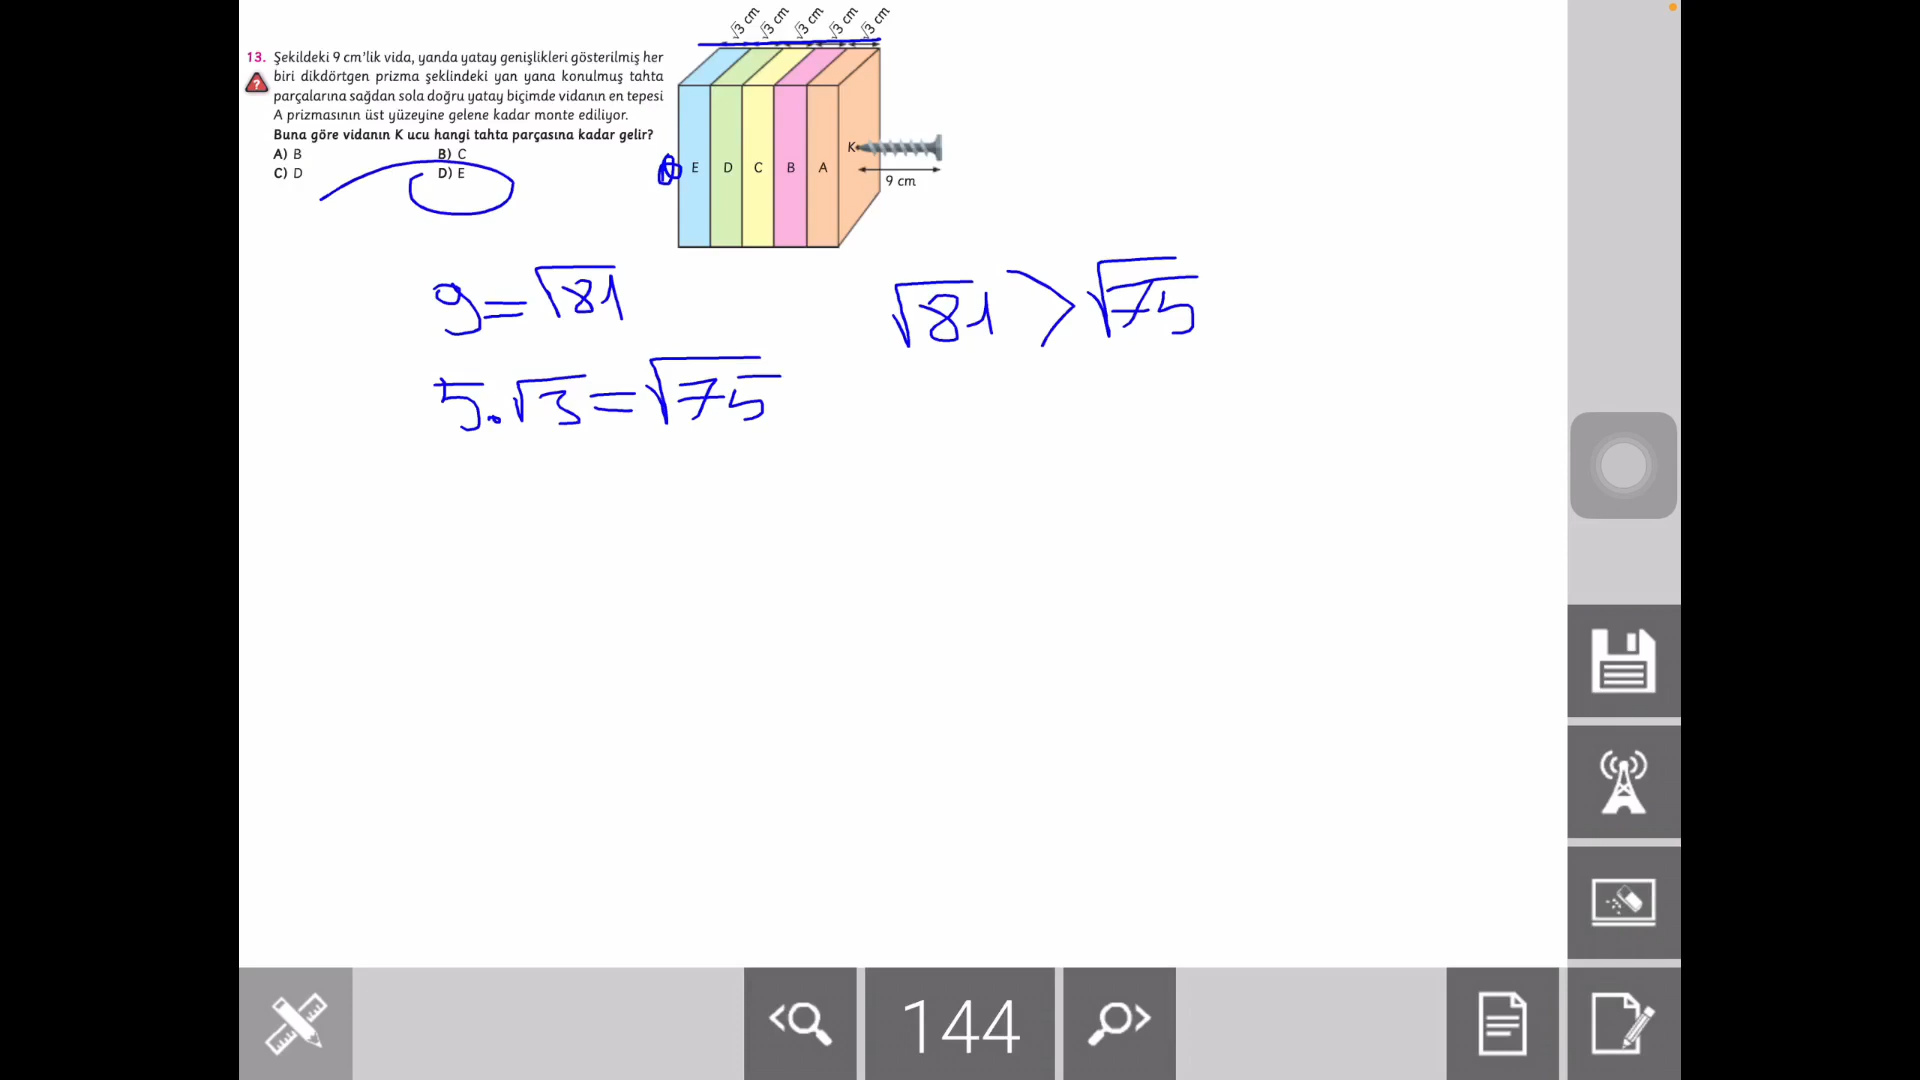 √3 cm √3 cm √3 cm √3 cm √3 cm
13. Şekildeki 9 cm'lik vida, yanda yatay genişlikleri gösterilmiş her
biri dikdörtgen prizma şeklindeki yan yana konulmuş tahta
parçalarına sağdan sola doğru yatay biçimde vidanın en tepesi
A prizmasının üst yüzeyine gelene kadar monte ediliyor.
Buna göre vidanın K ucu hangi tahta parçasına kadar gelir?
A) B B) C
C) D D) E
E D C B A
K
9 cm
9 = √81
√81 > √75
5.√3 = √75
144